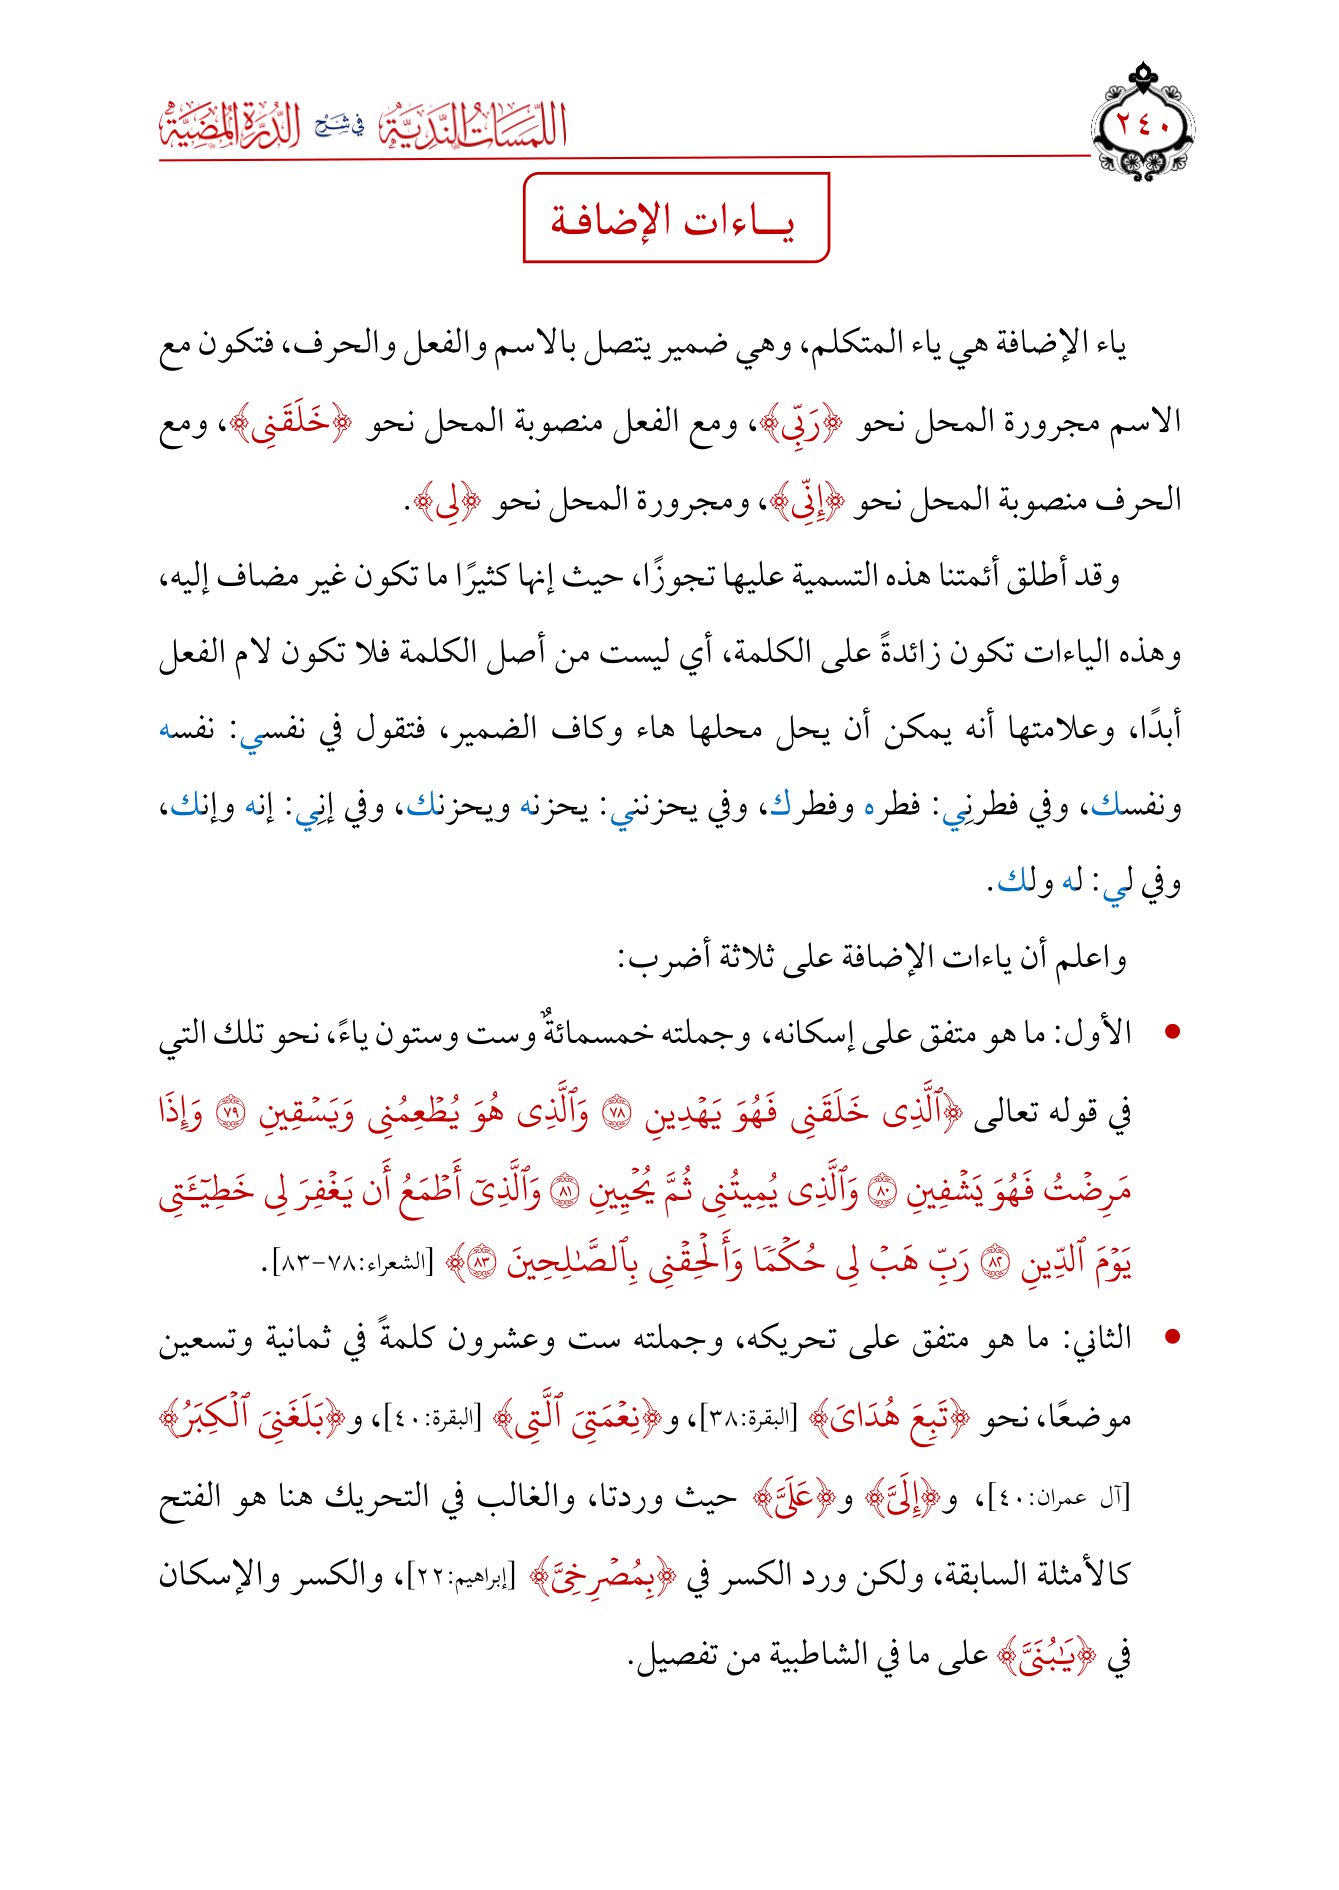 ٢٤٠
اللمسات الندية في شرح الدرة المضية
يـــاءات الإضافـة
ياء الإضافة هي ياء المتكلم، وهي ضمير يتصل بالاسم والفعل والحرف، فتكون مع
الاسم مجرورة المحل نحو ﴿رَبِّي﴾، ومع الفعل منصوبة المحل نحو ﴿خَلَقَنِي﴾، ومع
الحرف منصوبة المحل نحو ﴿إِنِّي﴾، ومجرورة المحل نحو ﴿لِي﴾.
وقد أطلق أئمتنا هذه التسمية عليها تجوزًا، حيث إنها كثيرًا ما تكون غير مضاف إليه،
وهذه الياءات تكون زائدةً على الكلمة، أي ليست من أصل الكلمة فلا تكون لام الفعل
أبدًا، وعلامتها أنه يمكن أن يحل محلها هاء وكاف الضمير، فتقول في نفسي: نفسه
ونفسك، وفي فطرنِي: فطره وفطرك، وفي يحزنني: يحزنه ويحزنك، وفي إنِي: إنه وإنك،
وفي لي: له ولك.
واعلم أن ياءات الإضافة على ثلاثة أضرب:
• الأول: ما هو متفق على إسكانه، وجملته خمسمائةٌ وست وستون ياءً، نحو تلك التي
في قوله تعالى ﴿ٱلَّذِى خَلَقَنِى فَهُوَ يَهۡدِينِ ٧٨ وَٱلَّذِى هُوَ يُطۡعِمُنِى وَيَسۡقِينِ ٧٩ وَإِذَا
مَرِضۡتُ فَهُوَ يَشۡفِينِ ٨٠ وَٱلَّذِى يُمِيتُنِى ثُمَّ يُحۡيِينِ ٨١ وَٱلَّذِىٓ أَطۡمَعُ أَن يَغۡفِرَ لِى خَطِيٓـَٔتِى
يَوۡمَ ٱلدِّينِ ٨٢ رَبِّ هَبۡ لِى حُكۡمٗا وَأَلۡحِقۡنِى بِٱلصَّٰلِحِينَ ٨٣﴾ [الشعراء:٧٨-٨٣].
• الثاني: ما هو متفق على تحريكه، وجملته ست وعشرون كلمةً في ثمانية وتسعين
موضعًا، نحو ﴿تَبِعَ هُدَاىَ﴾ [البقرة:٣٨]، و﴿نِعۡمَتِىَ ٱلَّتِى﴾ [البقرة:٤٠]، و﴿بَلَغَنِىَ ٱلۡكِبَرُ﴾
[آل عمران:٤٠]، و﴿إِلَىَّ﴾ و﴿عَلَىَّ﴾ حيث وردتا، والغالب في التحريك هنا هو الفتح
كالأمثلة السابقة، ولكن ورد الكسر في ﴿بِمُصۡرِخِىَّ﴾ [إبراهيم:٢٢]، والكسر والإسكان
في ﴿يَٰبُنَىَّ﴾ على ما في الشاطبية من تفصيل.